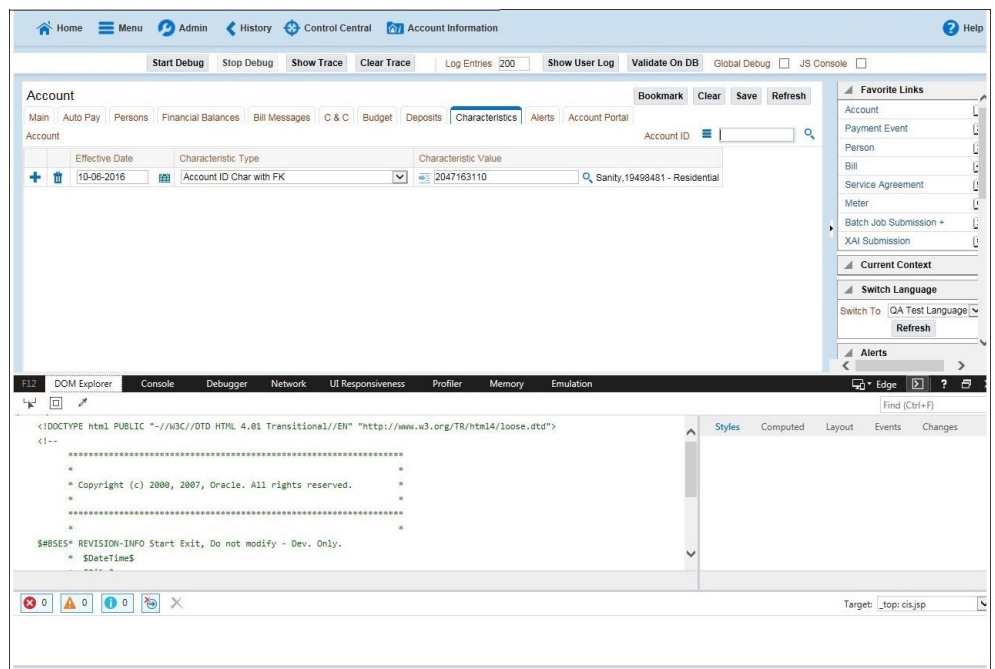 Home Menu Admin History Control Central Account Information Help
Start Debug Stop Debug Show Trace Clear Trace Log Entries 200 Show User Log Validate On DB Global Debug JS Console
Account Bookmark Clear Save Refresh
Main Auto Pay Persons Financial Balances Bill Messages C & C Budget Deposits Characteristics Alerts Account Portal
Account Account ID
Effective Date Characteristic Type Characteristic Value
10-06-2016 Account ID Char with FK 2047163110 Sanity,19498481 - Residential
Favorite Links
Account
Payment Event
Person
Bill
Service Agreement
Meter
Batch Job Submission +
XAI Submission
Current Context
Switch Language
Switch To QA Test Language
Refresh
Alerts
F12 DOM Explorer Console Debugger Network UI Responsiveness Profiler Memory Emulation Edge ?
Find (Ctrl+F)
<!DOCTYPE html PUBLIC "-//W3C//DTD HTML 4.01 Transitional//EN" "http://www.w3.org/TR/html4/loose.dtd">
<!--
*******************************************************************
* *
* Copyright (c) 2000, 2007, Oracle. All rights reserved. *
* *
*******************************************************************
* *
$#BSES* REVISION-INFO Start Exit, Do not modify - Dev. Only.
* $DateTime$
Styles Computed Layout Events Changes
0 0 0 Target: _top: cis.jsp